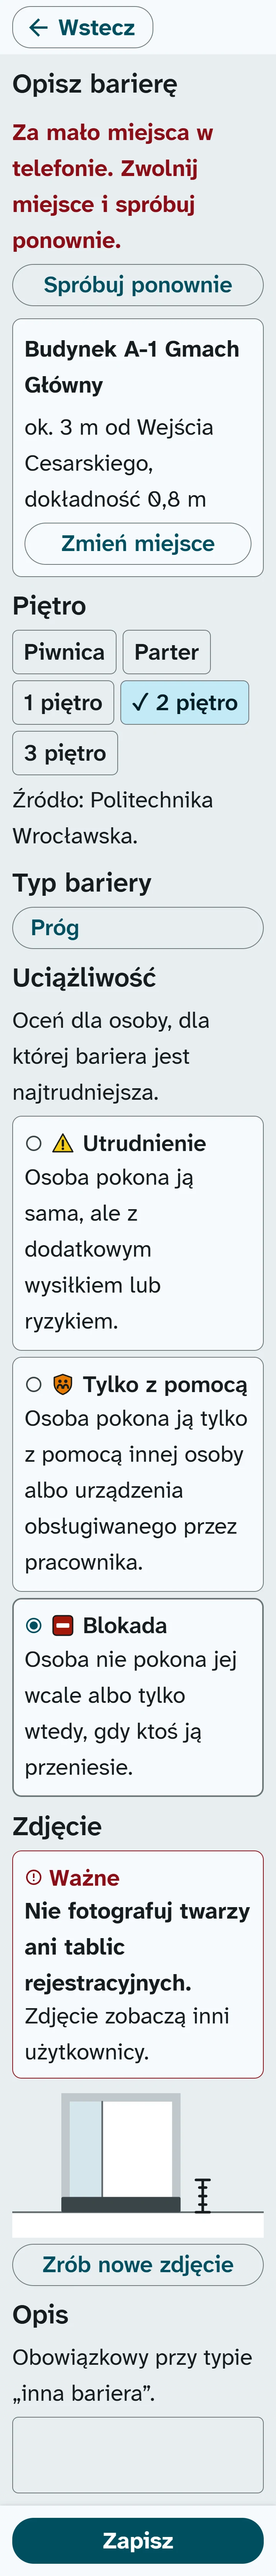 ← Wstecz
Opisz barierę
Za mało miejsca w
telefonie. Zwolnij
miejsce i spróbuj
ponownie.
Spróbuj ponownie
Budynek A-1 Gmach
Główny
ok. 3 m od Wejścia
Cesarskiego,
dokładność 0,8 m
Zmień miejsce
Piętro
Piwnica
Parter
1 piętro
✓ 2 piętro
3 piętro
Źródło: Politechnika
Wrocławska.
Typ bariery
Próg
Uciążliwość
Oceń dla osoby, dla
której bariera jest
najtrudniejsza.
Utrudnienie
Osoba pokona ją
sama, ale z
dodatkowym
wysiłkiem lub
ryzykiem.
Tylko z pomocą
Osoba pokona ją tylko
z pomocą innej osoby
albo urządzenia
obsługiwanego przez
pracownika.
Blokada
Osoba nie pokona jej
wcale albo tylko
wtedy, gdy ktoś ją
przeniesie.
Zdjęcie
Ważne
Nie fotografuj twarzy
ani tablic
rejestracyjnych.
Zdjęcie zobaczą inni
użytkownicy.
Zrób nowe zdjęcie
Opis
Obowiązkowy przy typie
„inna bariera”.
Zapisz